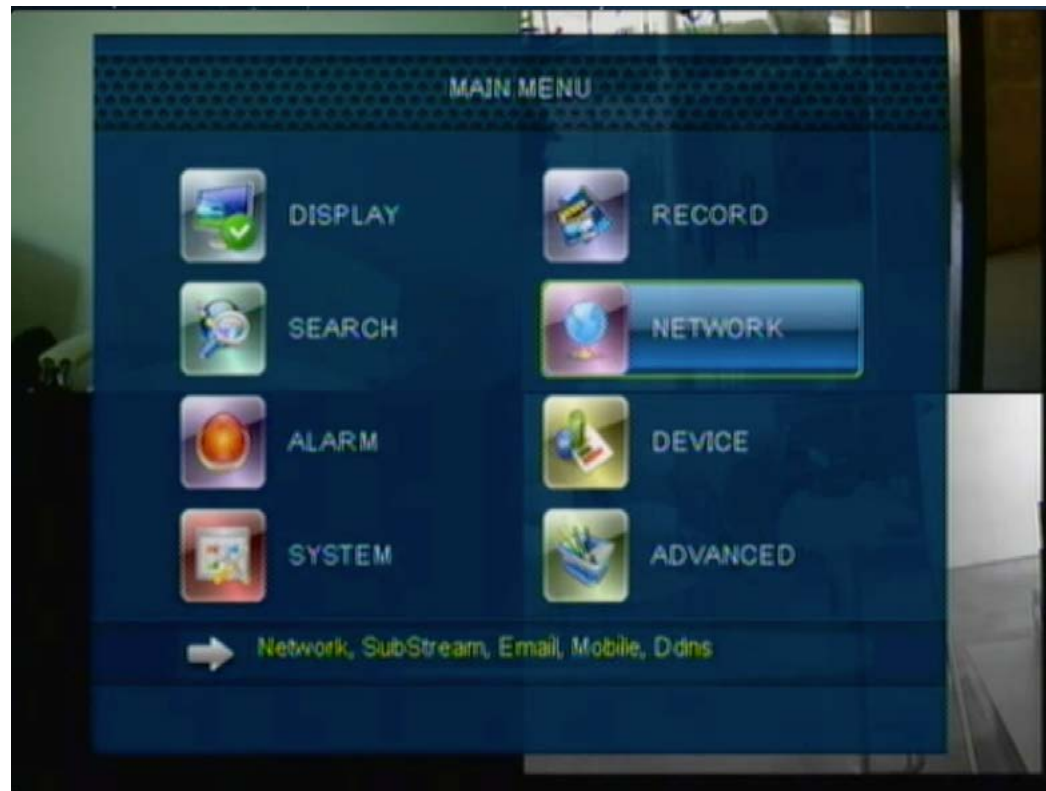 MAIN MENU
DISPLAY
RECORD
SEARCH
NETWORK
ALARM
DEVICE
SYSTEM
ADVANCED
Network, SubStream, Email, Mobile, Ddns